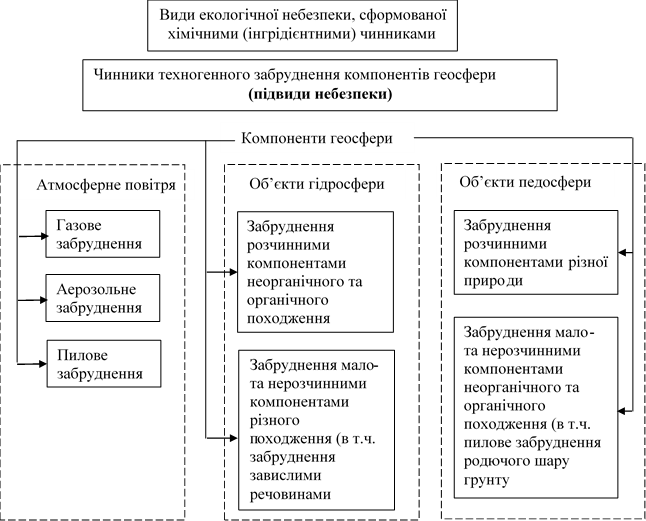 Види екологічної небезпеки, сформованої
хімічними (інгрідієнтними) чинниками
Чинники техногенного забруднення компонентів геосфери
(підвиди небезпеки)
Компоненти геосфери
Атмосферне повітря
Газове
забруднення
Аерозольне
забруднення
Пилове
забруднення
Об’єкти гідросфери
Забруднення
розчинними
компонентами
неорганічного та
органічного
походження
Забруднення мало-
та нерозчинними
компонентами
різного
походження (в т.ч.
забруднення
завислими
речовинами
Об’єкти педосфери
Забруднення
розчинними
компонентами різної
природи
Забруднення мало-
та нерозчинними
компонентами
неорганічного та
органічного
походження (в т.ч.
пилове забруднення
родючого шару
грунту